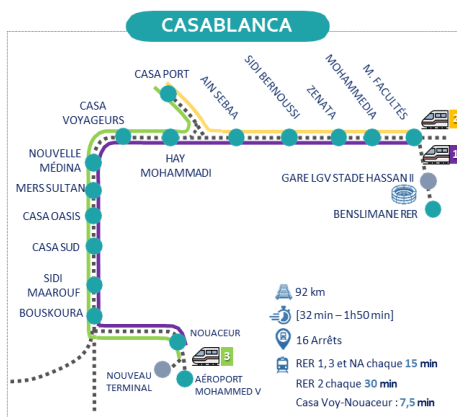 CASABLANCA
CASA PORT
AIN SEBAA
SIDI BERNOUSSI
ZENATA
MOHAMMEDIA
M. FACULTÉS
CASA
VOYAGEURS
HAY
MOHAMMADI
2
1
NOUVELLE
MÉDINA
GARE LGV STADE HASSAN II
MERS SULTAN
BENSLIMANE RER
CASA OASIS
CASA SUD
SIDI
MAAROUF
BOUSKOURA
NOUACEUR
3
NOUVEAU
TERMINAL
AÉROPORT
MOHAMMED V
92 km
[32 min – 1h50 min]
16 Arrêts
RER 1, 3 et NA chaque 15 min
RER 2 chaque 30 min
Casa Voy-Nouaceur : 7,5 min